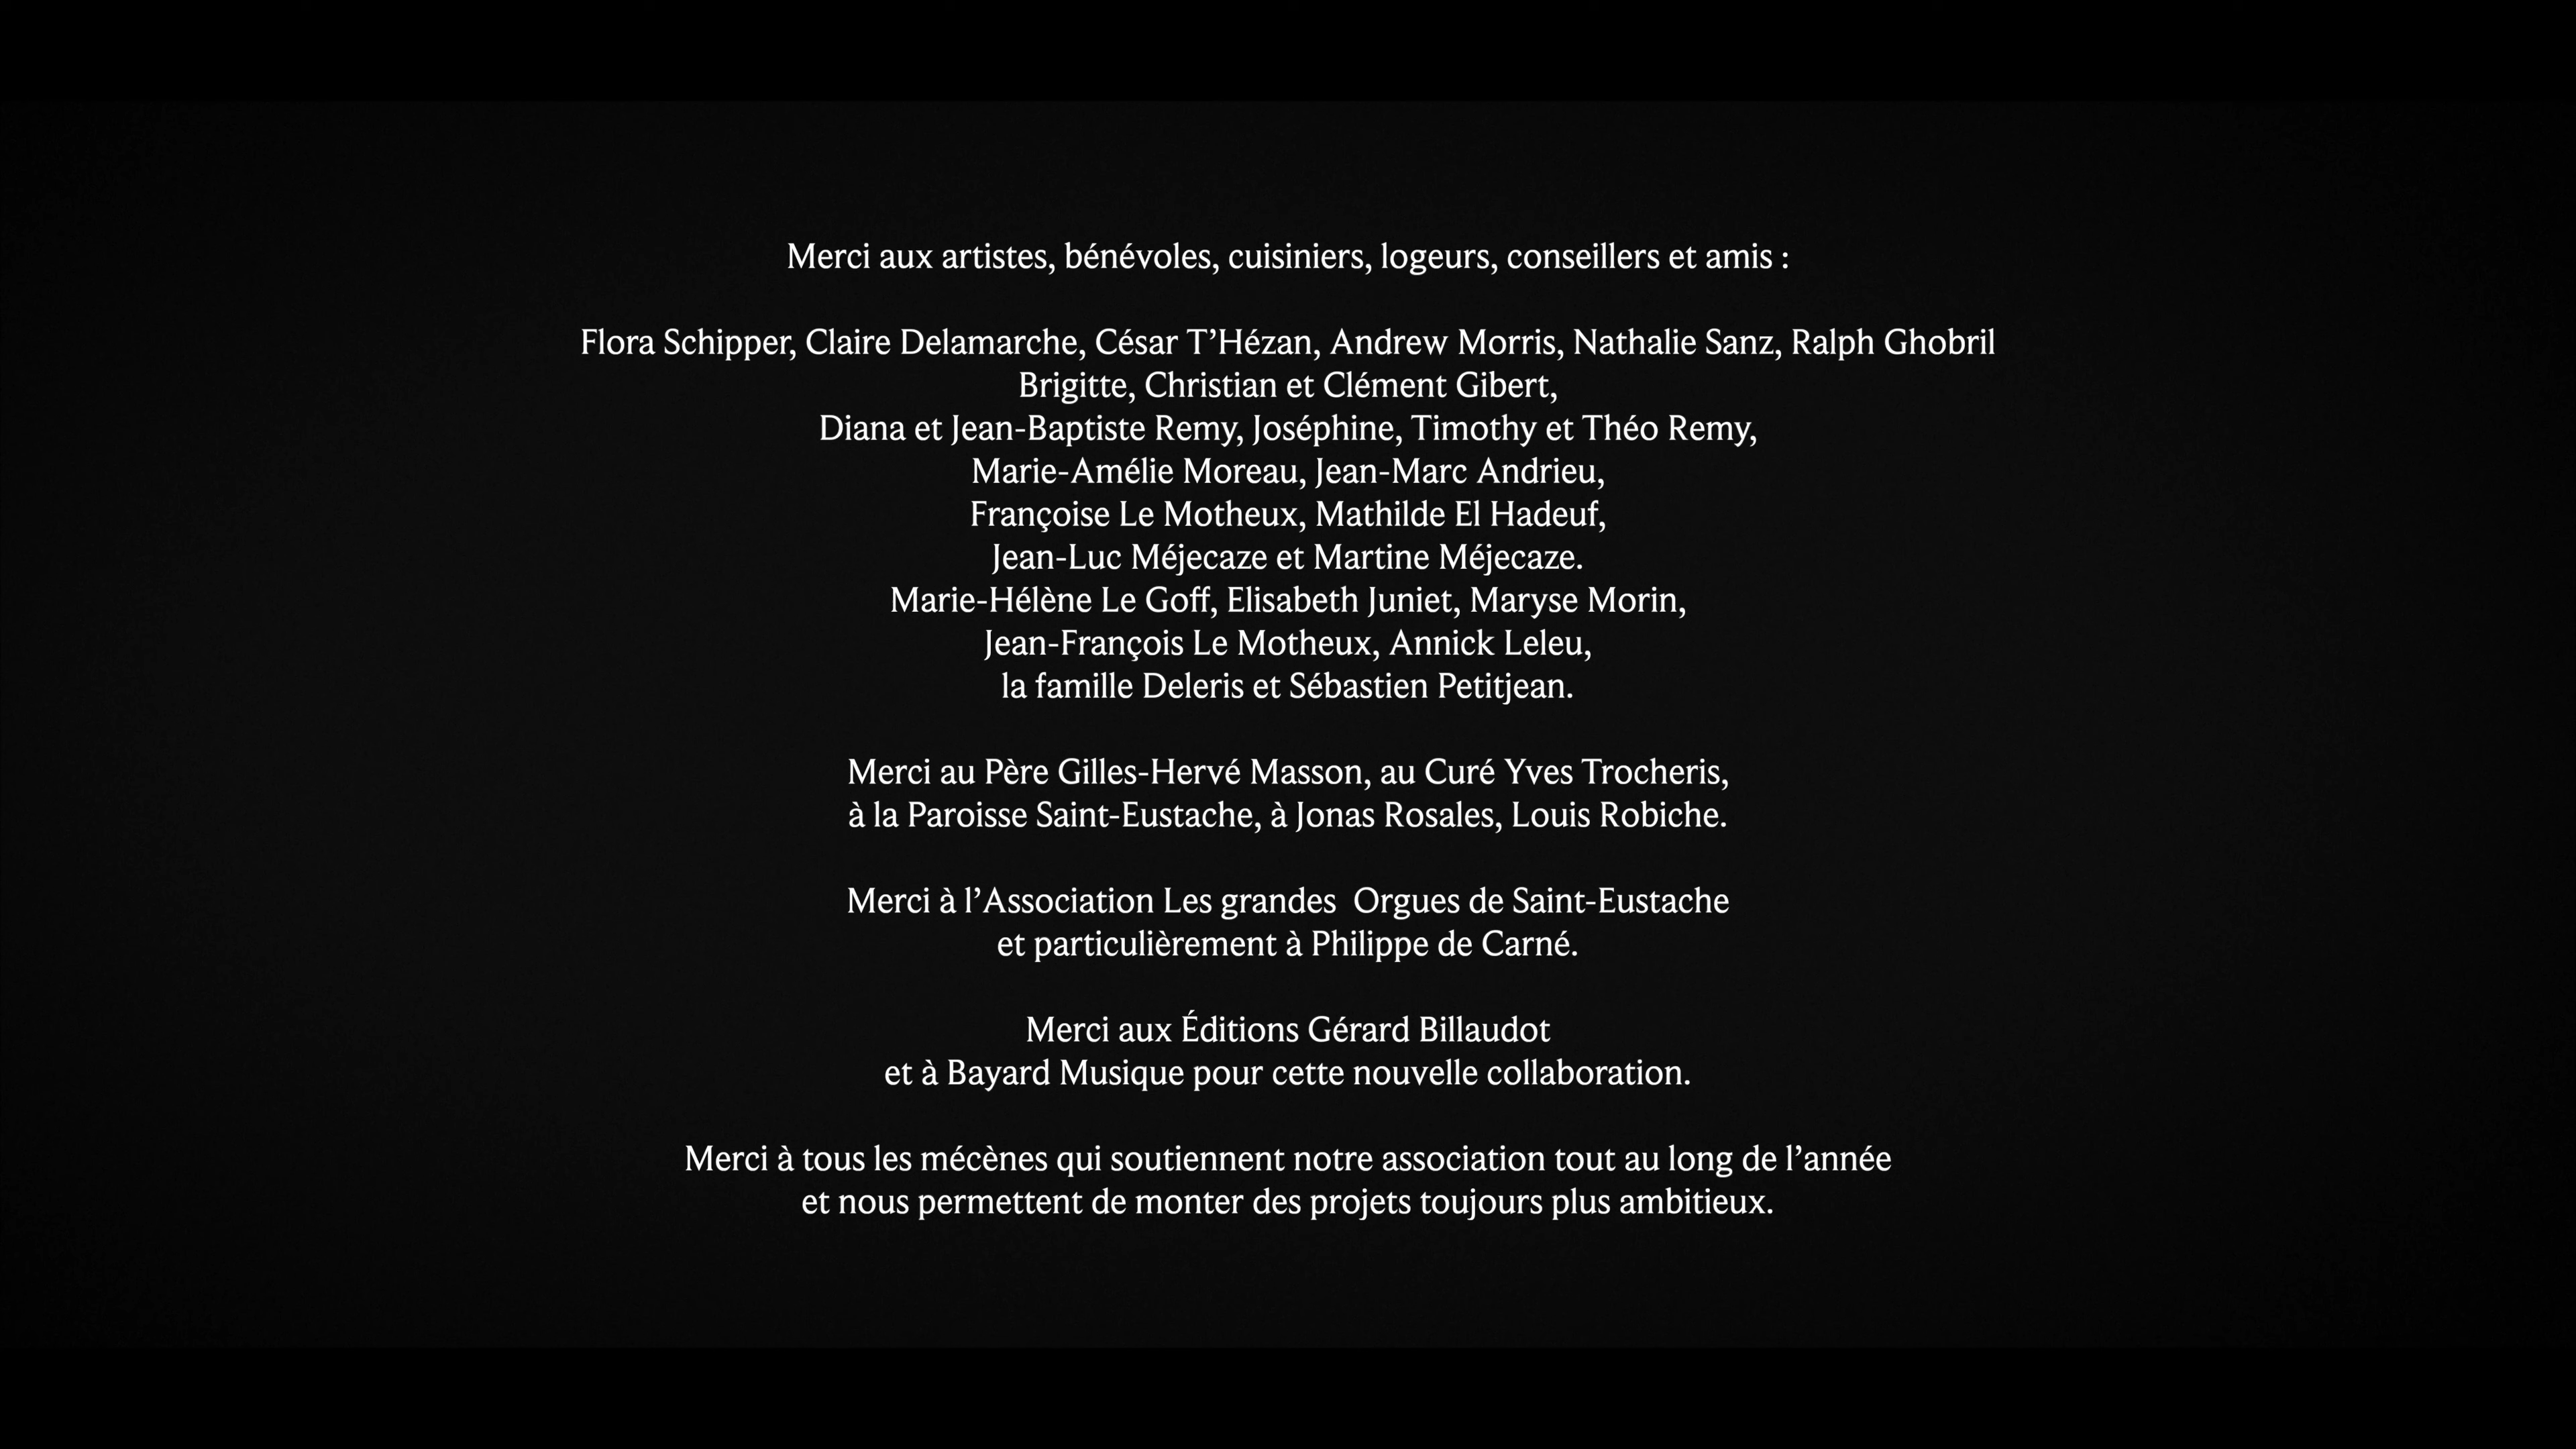 Merci aux artistes, bénévoles, cuisiniers, logeurs, conseillers et amis :
Flora Schipper, Claire Delamarche, César T’Hézan, Andrew Morris, Nathalie Sanz, Ralph Ghobril
Brigitte, Christian et Clément Gibert,
Diana et Jean-Baptiste Remy, Joséphine, Timothy et Théo Remy,
Marie-Amélie Moreau, Jean-Marc Andrieu,
Françoise Le Motheux, Mathilde El Hadeuf,
Jean-Luc Méjecaze et Martine Méjecaze.
Marie-Hélène Le Goff, Elisabeth Juniet, Maryse Morin,
Jean-François Le Motheux, Annick Leleu,
la famille Deleris et Sébastien Petitjean.
Merci au Père Gilles-Hervé Masson, au Curé Yves Trocheris,
à la Paroisse Saint-Eustache, à Jonas Rosales, Louis Robiche.
Merci à l’Association Les grandes  Orgues de Saint-Eustache
et particulièrement à Philippe de Carné.
Merci aux Éditions Gérard Billaudot
et à Bayard Musique pour cette nouvelle collaboration.
Merci à tous les mécènes qui soutiennent notre association tout au long de l’année
et nous permettent de monter des projets toujours plus ambitieux.